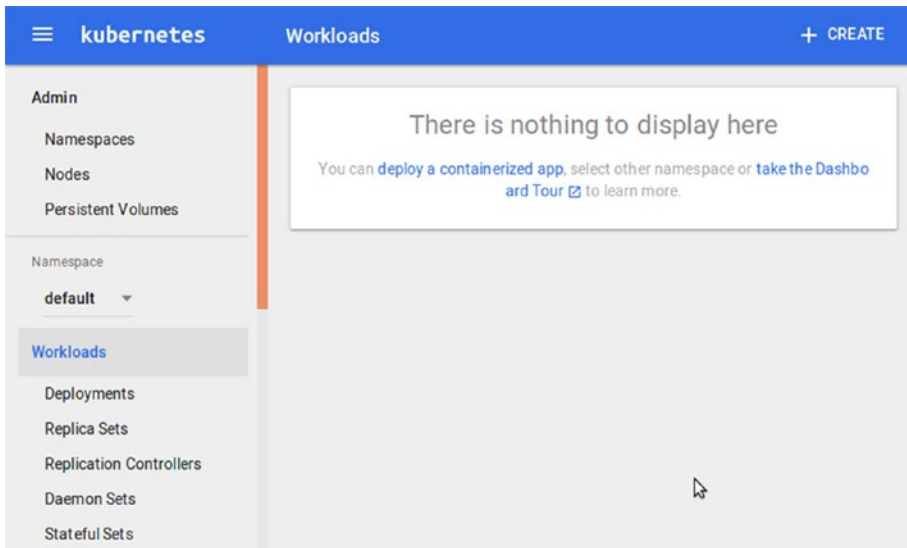 kubernetes
Workloads
+ CREATE
Admin
Namespaces
Nodes
Persistent Volumes
Namespace
default
Workloads
Deployments
Replica Sets
Replication Controllers
Daemon Sets
Stateful Sets
There is nothing to display here
You can deploy a containerized app, select other namespace or take the Dashbo
ard Tour to learn more.